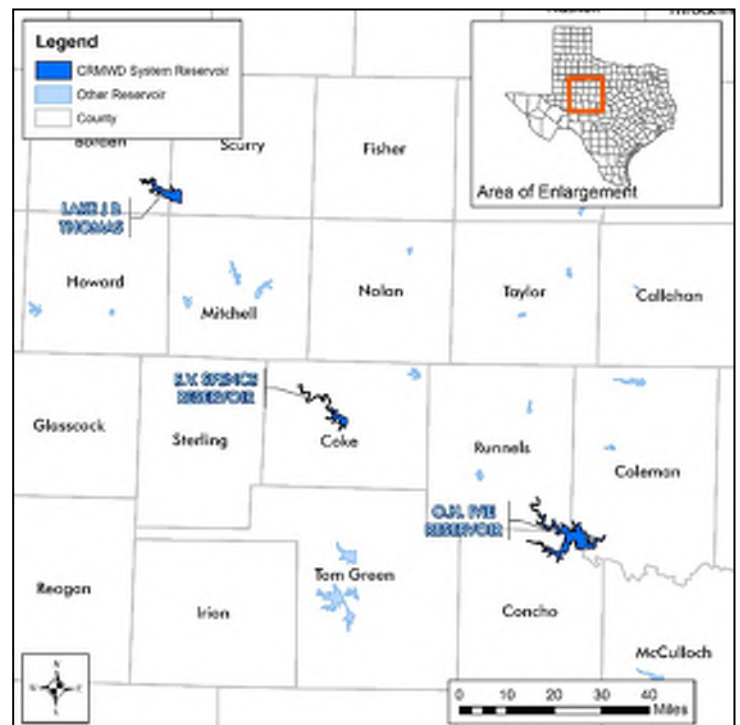 Legend
CRMWD System Reservoir
Other Reservoir
County
Area of Enlargement
Borden
Scurry
Fisher
LAKE J B
THOMAS
Howard
Mitchell
Nolan
Taylor
Callahan
E.V. SPENCE
RESERVOIR
Glasscock
Sterling
Coke
Runnels
Coleman
O.H. IVIE
RESERVOIR
Reagan
Irion
Tom Green
Concho
McCulloch
N
W
E
S
0 10 20 30 40
Miles